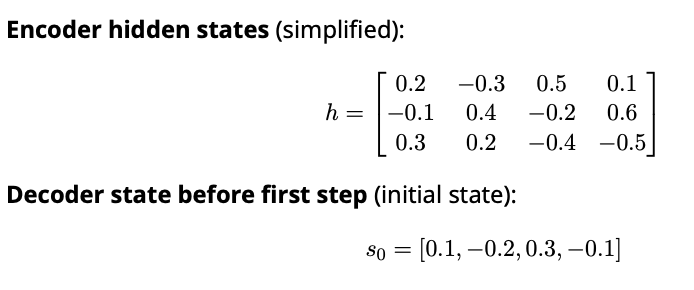 Encoder hidden states (simplified):
h = [0.2 −0.3 0.5 0.1
−0.1 0.4 −0.2 0.6
0.3 0.2 −0.4 −0.5]
Decoder state before first step (initial state):
s₀ = [0.1, −0.2, 0.3, −0.1]